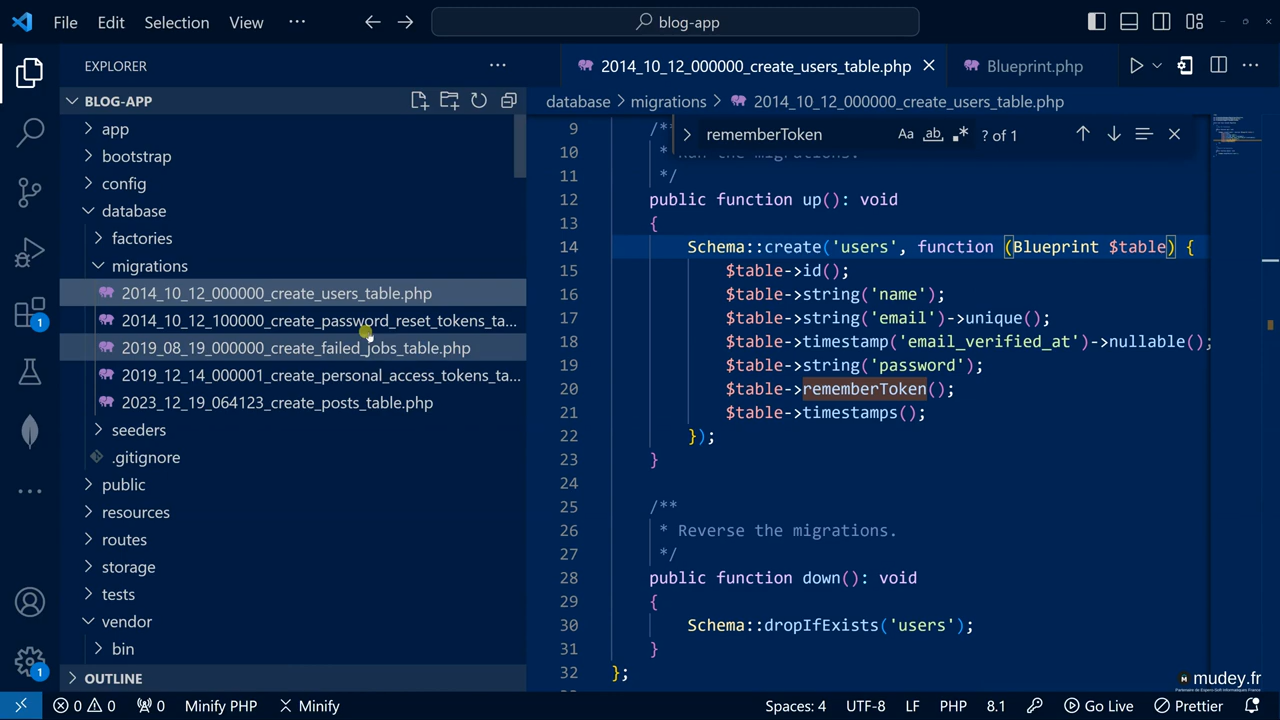 File Edit Selection View ··· blog-app
EXPLORER ···
BLOG-APP
app
bootstrap
config
database
factories
migrations
2014_10_12_000000_create_users_table.php
2014_10_12_100000_create_password_reset_tokens_ta...
2019_08_19_000000_create_failed_jobs_table.php
2019_12_14_000001_create_personal_access_tokens_ta...
2023_12_19_064123_create_posts_table.php
seeders
.gitignore
public
resources
routes
storage
tests
vendor
bin
OUTLINE
1
1
2014_10_12_000000_create_users_table.php Blueprint.php
database > migrations > 2014_10_12_000000_create_users_table.php
rememberToken Aa ab ? of 1
9 /**
10 * Run the migrations.
11 */
12 public function up(): void
13 {
14 Schema::create('users', function (Blueprint $table) {
15 $table->id();
16 $table->string('name');
17 $table->string('email')->unique();
18 $table->timestamp('email_verified_at')->nullable();
19 $table->string('password');
20 $table->rememberToken();
21 $table->timestamps();
22 });
23 }
24
25 /**
26 * Reverse the migrations.
27 */
28 public function down(): void
29 {
30 Schema::dropIfExists('users');
31 }
32 };
mudey.fr
0 0 0 Minify PHP Minify Spaces: 4 UTF-8 LF PHP 8.1 Go Live Prettier